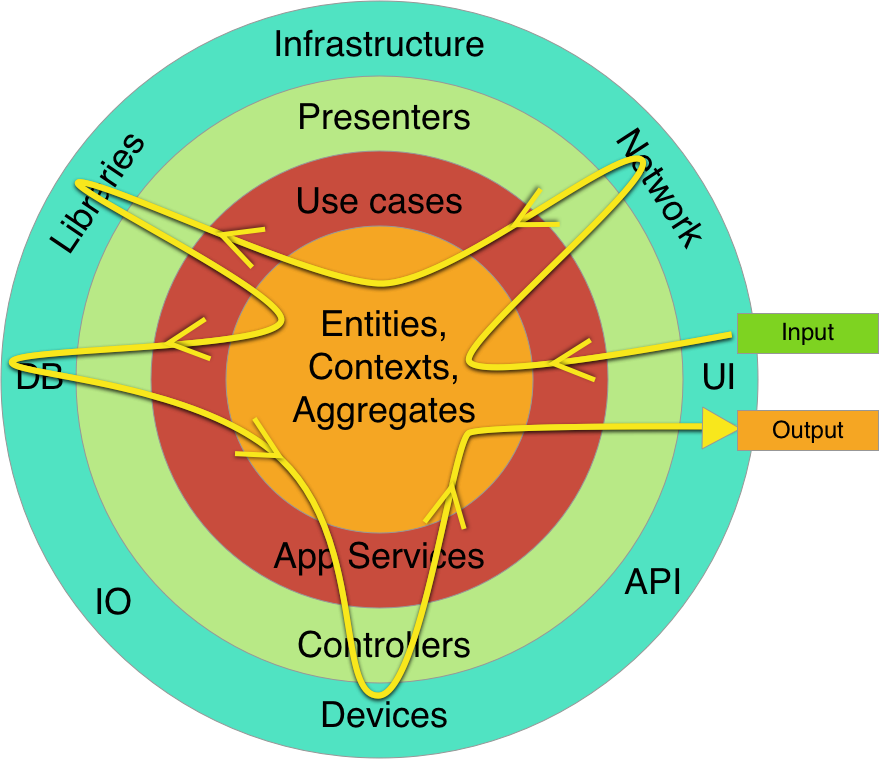 Infrastructure
Presenters
Libraries
Network
Use cases
Entities,
Contexts,
Aggregates
Input
DB
UI
Output
App Services
IO
API
Controllers
Devices